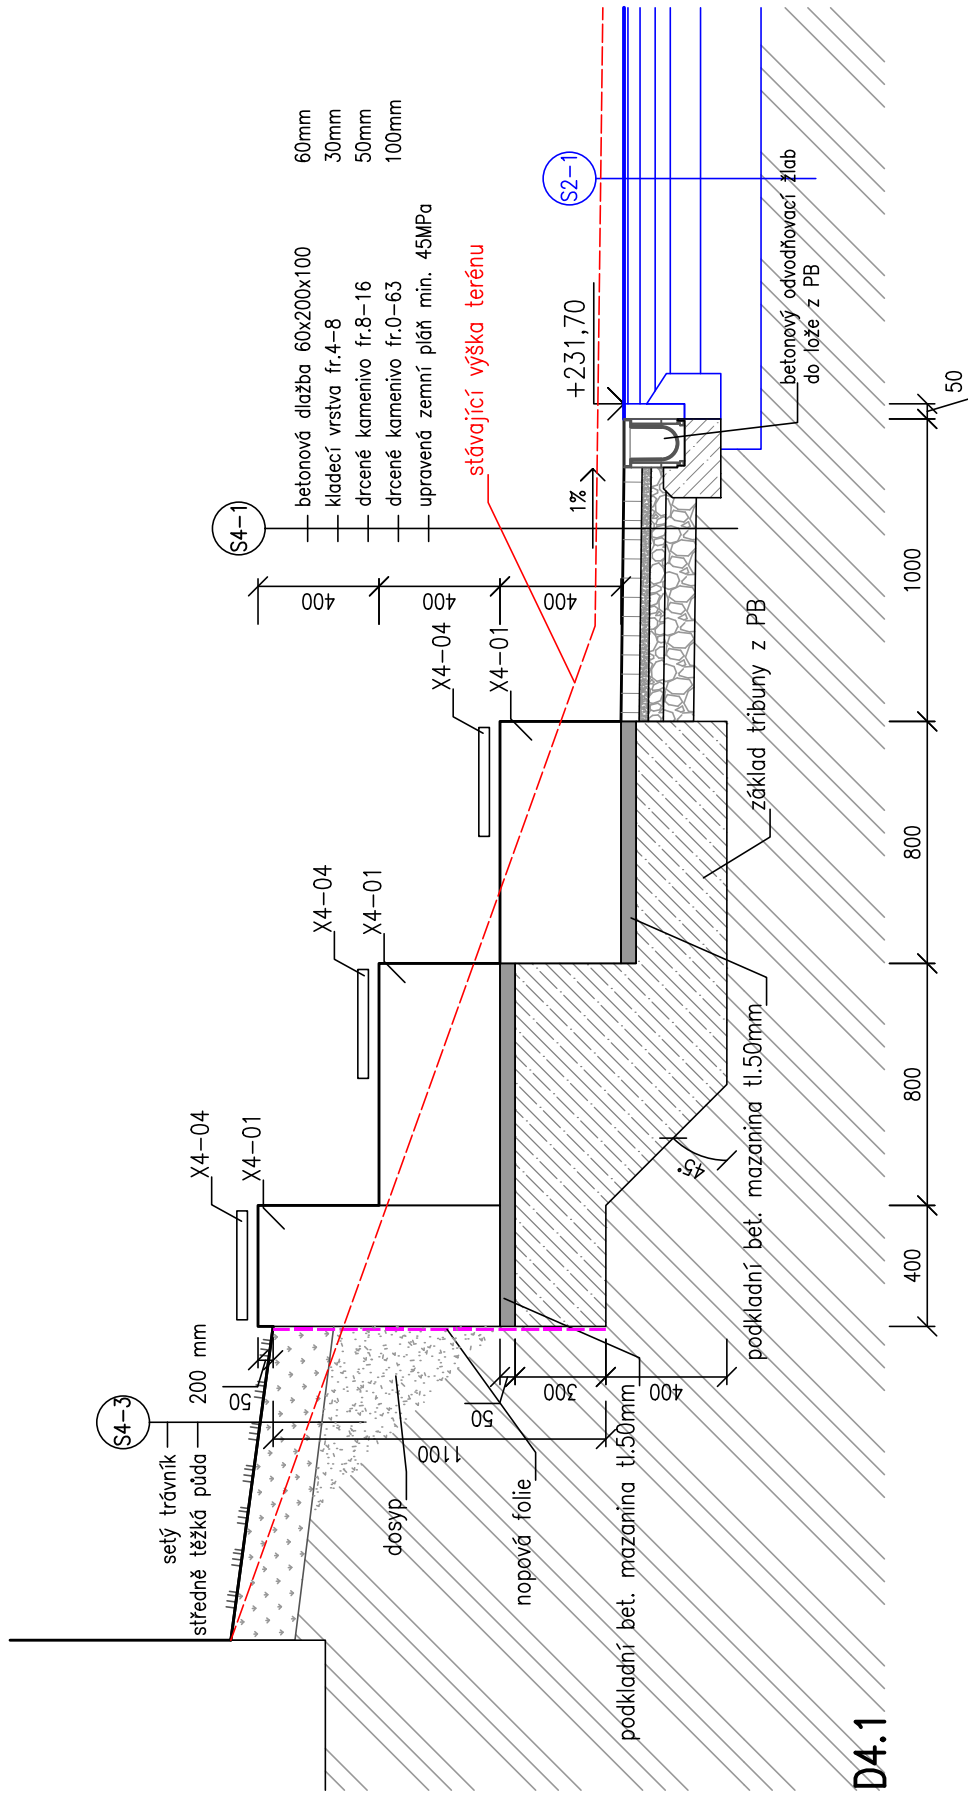 S4-1
betonová dlažba 60x200x100 60mm
kladecí vrstva fr.4-8 30mm
drcené kamenivo fr.8-16 50mm
drcené kamenivo fr.0-63 100mm
upravená zemní pláň min. 45MPa
stávající výška terénu
S4-3
setý trávník
středně těžká půda 200 mm
50
X4-04
X4-01
X4-04
X4-01
X4-04
X4-01
400
400
400
1%
+231,70
S2-1
betonový odvodňovací žlab
do lože z PB
základ tribuny z PB
podkladní bet. mazanina tl.50mm
45°
dosyp
nopová folie
podkladní bet. mazanina tl.50mm
1100
50
300
400
400
800
800
1000
50
D4.1